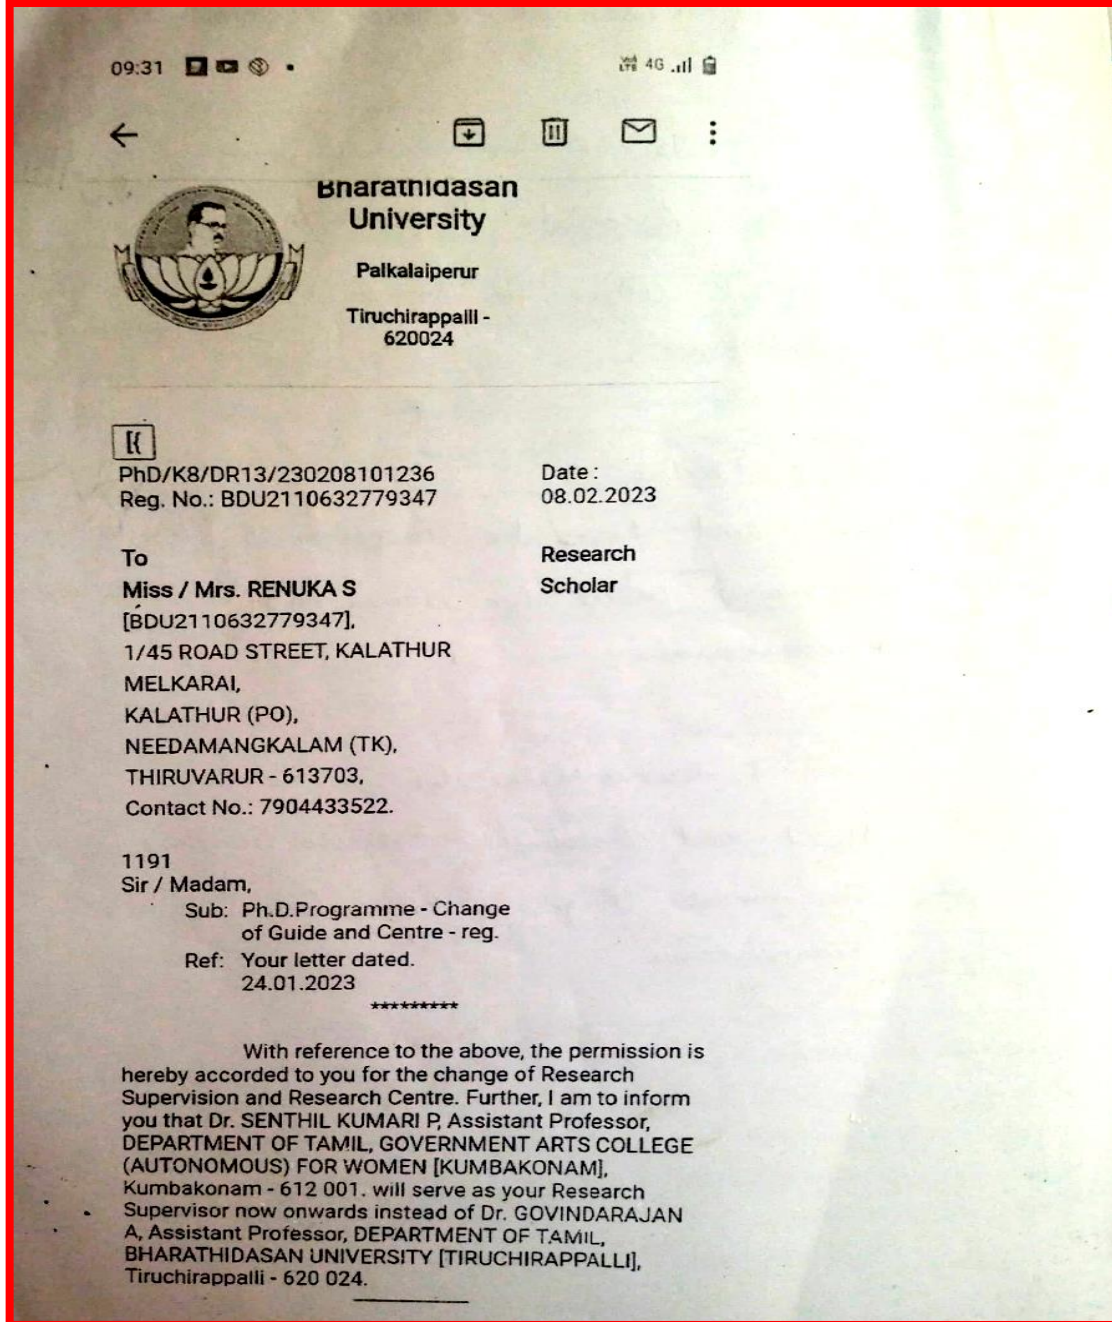 09:31 4G
Bharathidasan
University
Palkalaiperur
Tiruchirappalli -
620024
[{
PhD/K8/DR13/230208101236 Date :
Reg. No.: BDU2110632779347 08.02.2023
To Research
Miss / Mrs. RENUKA S Scholar
[BDU2110632779347],
1/45 ROAD STREET, KALATHUR
MELKARAI,
KALATHUR (PO),
NEEDAMANGKALAM (TK),
THIRUVARUR - 613703,
Contact No.: 7904433522.
1191
Sir / Madam,
Sub: Ph.D.Programme - Change
of Guide and Centre - reg.
Ref: Your letter dated.
24.01.2023
*********
With reference to the above, the permission is
hereby accorded to you for the change of Research
Supervision and Research Centre. Further, I am to inform
you that Dr. SENTHIL KUMARI P, Assistant Professor,
DEPARTMENT OF TAMIL, GOVERNMENT ARTS COLLEGE
(AUTONOMOUS) FOR WOMEN [KUMBAKONAM],
Kumbakonam - 612 001. will serve as your Research
Supervisor now onwards instead of Dr. GOVINDARAJAN
A, Assistant Professor, DEPARTMENT OF TAMIL,
BHARATHIDASAN UNIVERSITY [TIRUCHIRAPPALLI],
Tiruchirappalli - 620 024.